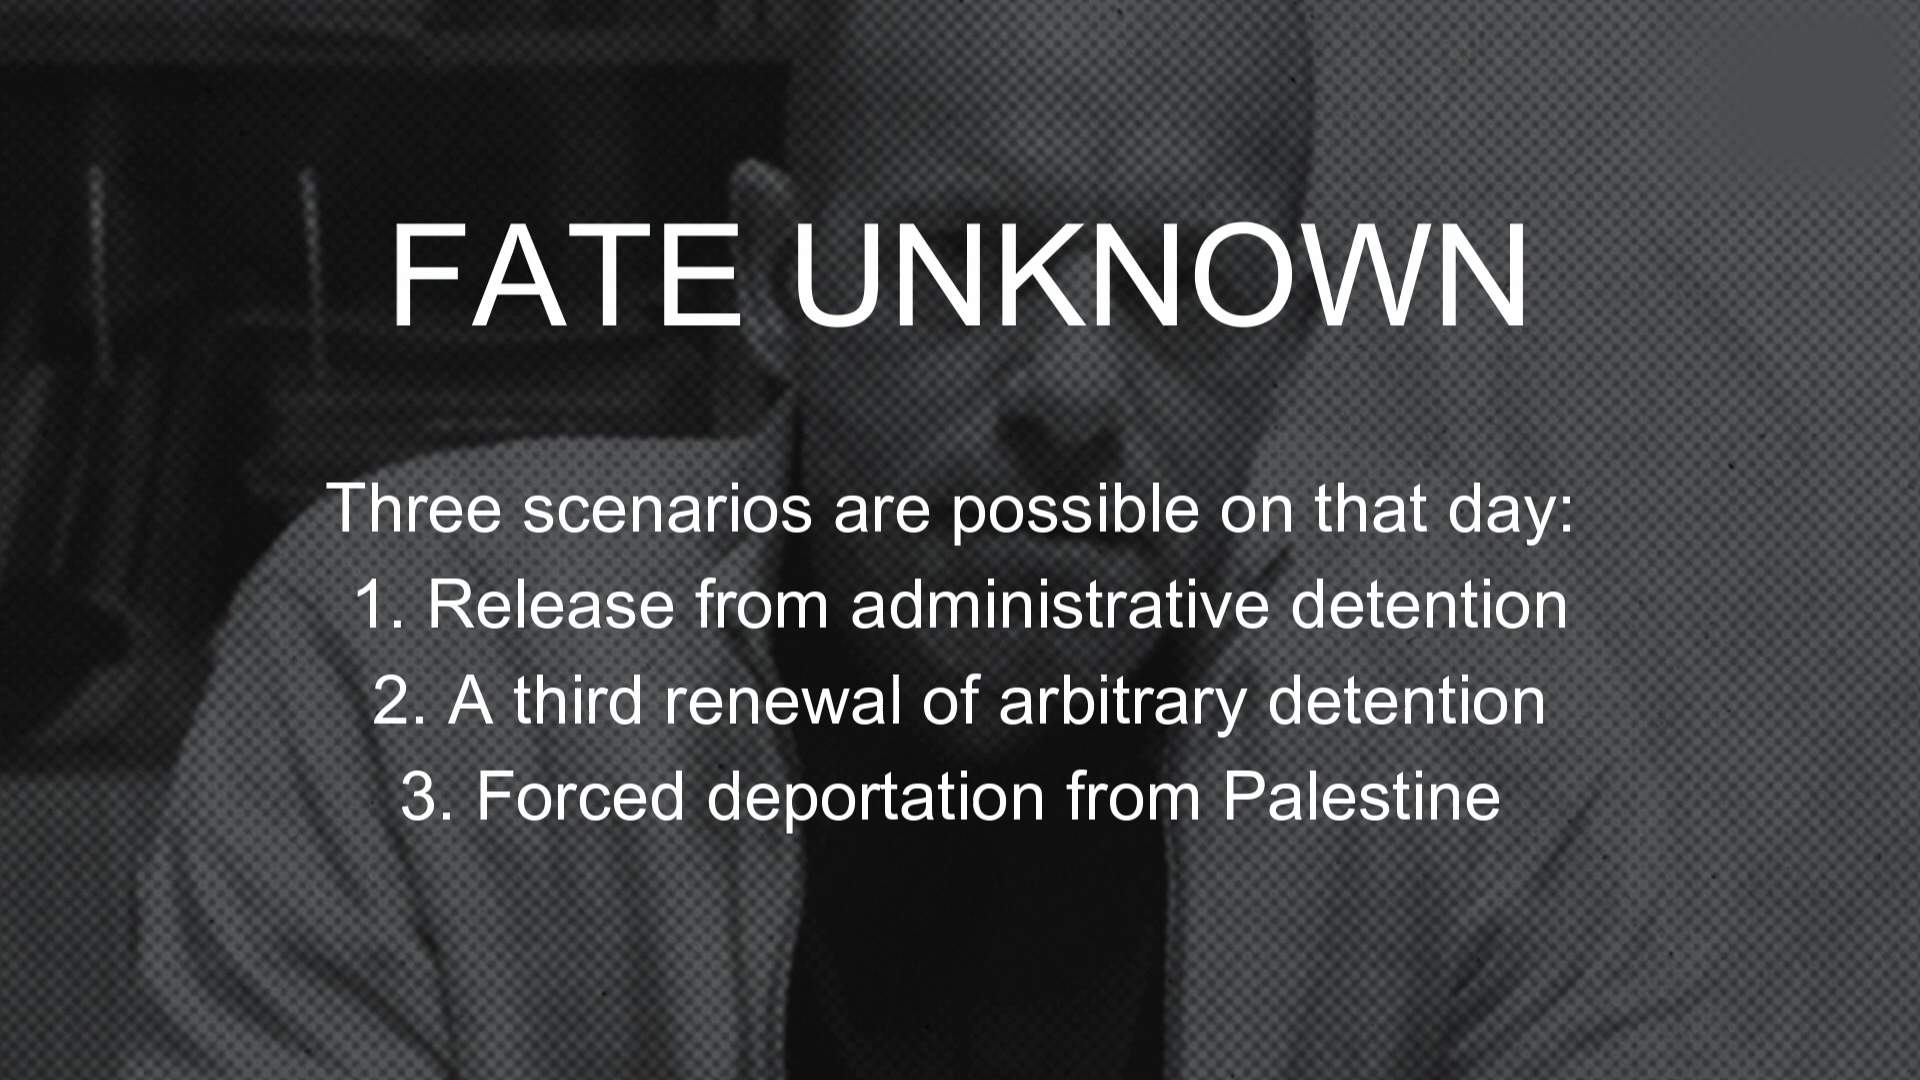 FATE UNKNOWN
Three scenarios are possible on that day:
1. Release from administrative detention
2. A third renewal of arbitrary detention
3. Forced deportation from Palestine